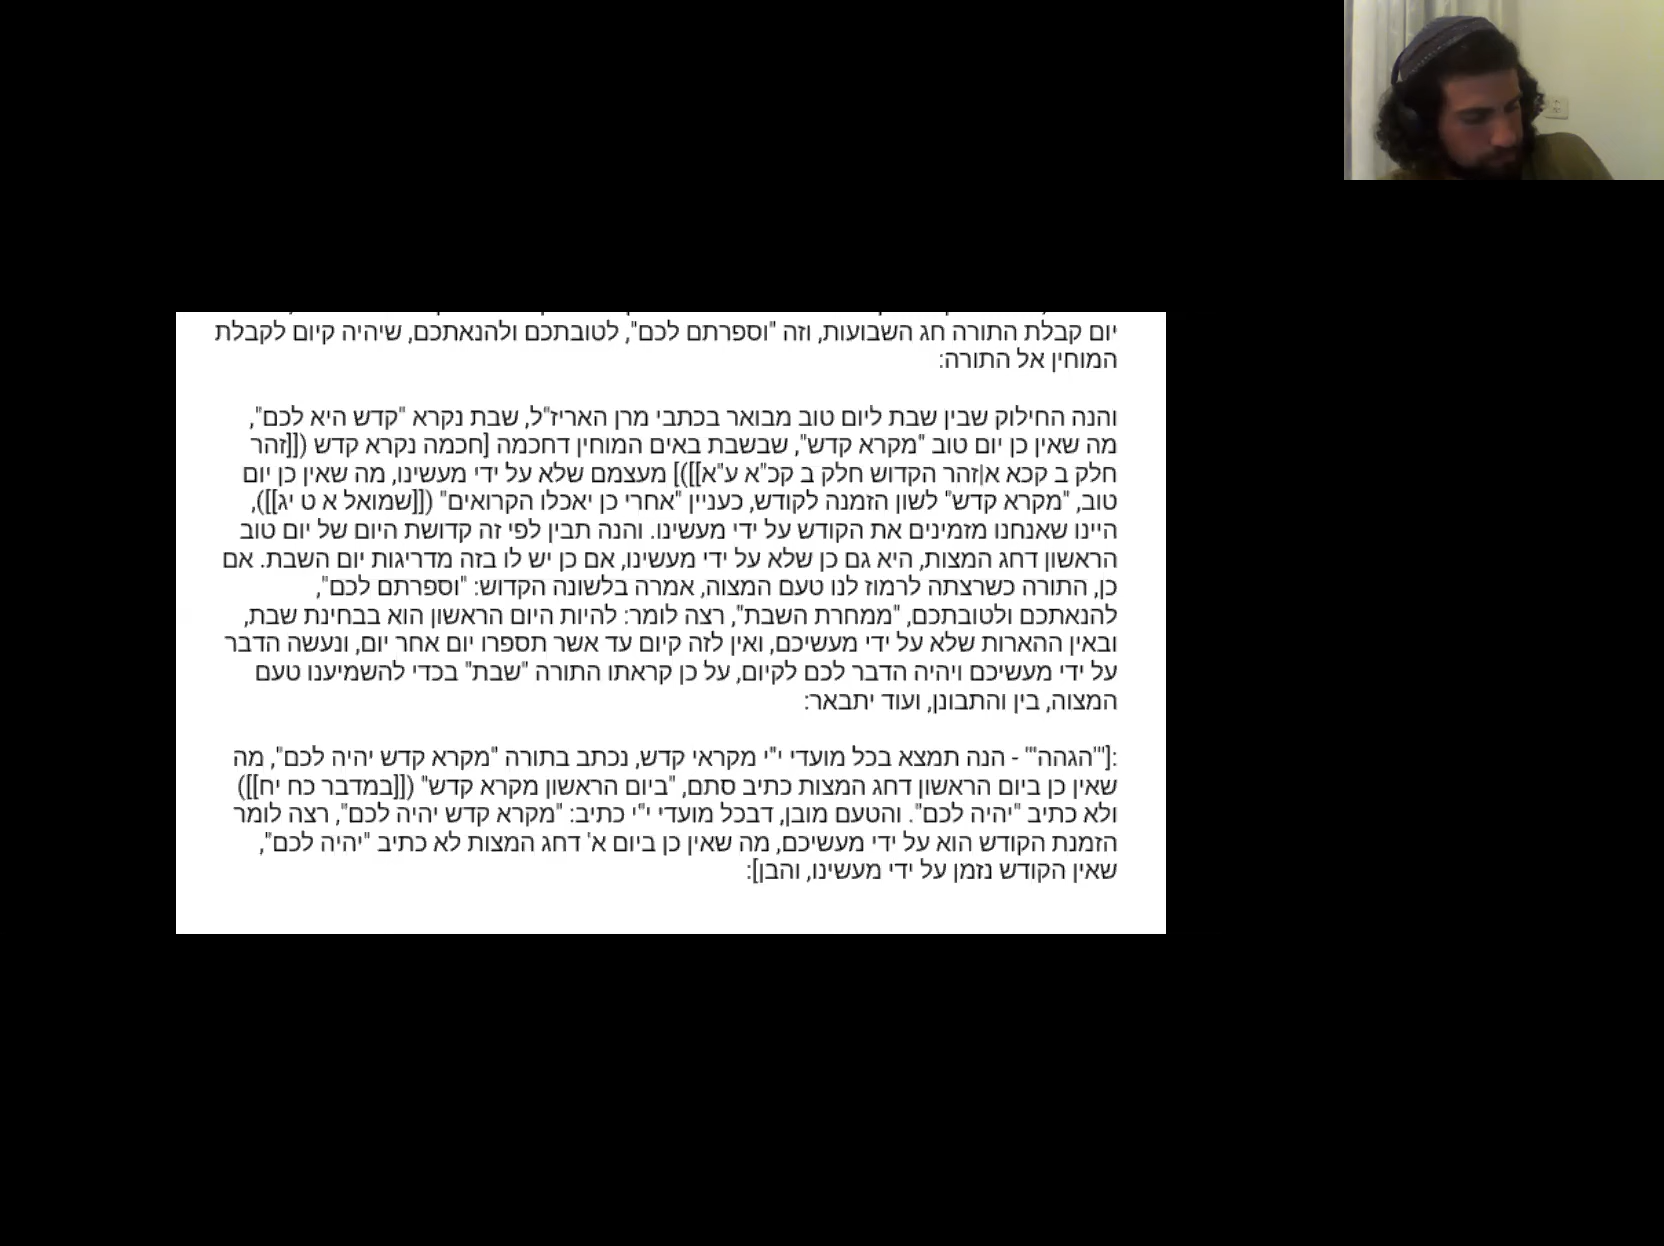 יום קבלת התורה חג השבועות, וזה "וספרתם לכם", לטובתכם ולהנאתכם, שיהיה קיום לקבלת
המוחין אל התורה:
והנה החילוק שבין שבת ליום טוב מבואר בכתבי מרן האריז"ל, שבת נקרא "קדש היא לכם",
מה שאין כן יום טוב "מקרא קדש", שבשבת באים המוחין דחכמה [חכמה נקרא קדש ([[זהר
חלק ב קכא א|זהר הקדוש חלק ב קכ"א ע"א]])] מעצמם שלא על ידי מעשינו, מה שאין כן יום
טוב, "מקרא קדש" לשון הזמנה לקודש, כעניין "אחרי כן יאכלו הקרואים" ([[שמואל א ט יג]]),
היינו שאנחנו מזמינים את הקודש על ידי מעשינו. והנה תבין לפי זה קדושת היום של יום טוב
הראשון דחג המצות, היא גם כן שלא על ידי מעשינו, אם כן יש לו בזה מדריגות יום השבת. אם
כן, התורה כשרצתה לרמוז לנו טעם המצוה, אמרה בלשונה הקדוש: "וספרתם לכם",
להנאתכם ולטובתכם, "ממחרת השבת", רצה לומר: להיות היום הראשון הוא בבחינת שבת,
ובאין ההארות שלא על ידי מעשיכם, ואין לזה קיום עד אשר תספרו יום אחר יום, ונעשה הדבר
על ידי מעשיכם ויהיה הדבר לכם לקיום, על כן קראתו התורה "שבת" בכדי להשמיענו טעם
המצוה, בין והתבונן, ועוד יתבאר:
:['''הגהה''' - הנה תמצא בכל מועדי י"י מקראי קדש, נכתב בתורה "מקרא קדש יהיה לכם", מה
שאין כן ביום הראשון דחג המצות כתיב סתם, "ביום הראשון מקרא קדש" ([[במדבר כח יח]])
ולא כתיב "יהיה לכם". והטעם מובן, דבכל מועדי י"י כתיב: "מקרא קדש יהיה לכם", רצה לומר
הזמנת הקודש הוא על ידי מעשיכם, מה שאין כן ביום א' דחג המצות לא כתיב "יהיה לכם",
שאין הקודש נזמן על ידי מעשינו, והבן]: